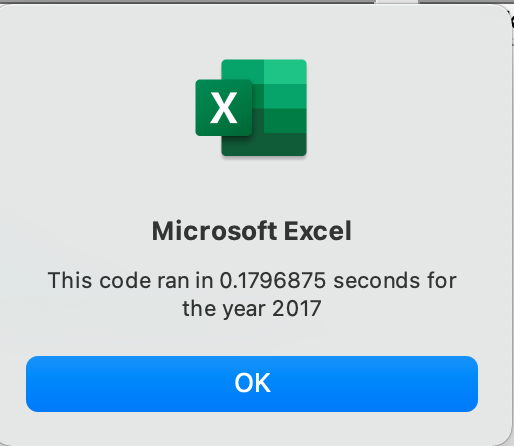 X
Microsoft Excel
This code ran in 0.1796875 seconds for
the year 2017
OK